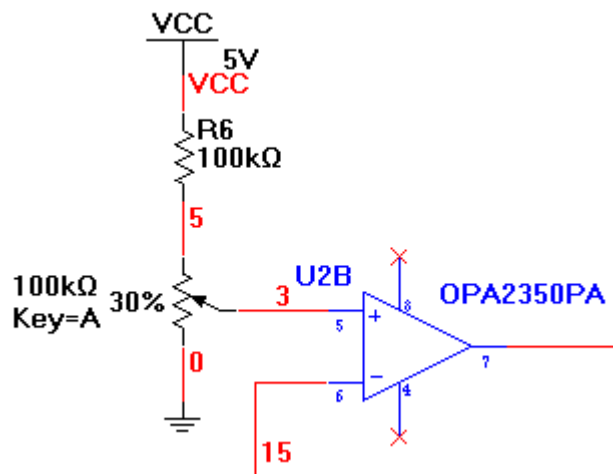 VCC
5V
VCC
R6
100kΩ
5
U2B
OPA2350PA
100kΩ
30%
Key=A
3
5
+
8
7
0
6
−
4
15